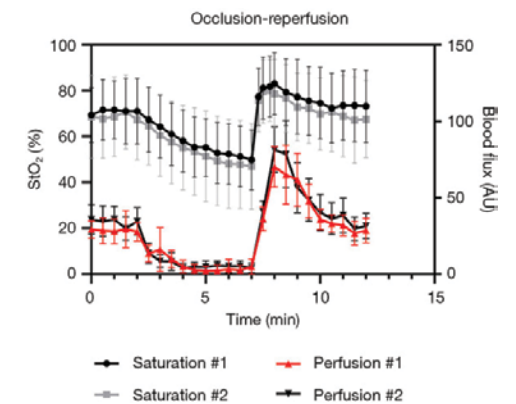 Occlusion-reperfusion
100
80
60
40
20
0
StO2 (%)
150
100
50
0
Blood flux (AU)
0
5
10
15
Time (min)
Saturation #1
Perfusion #1
Saturation #2
Perfusion #2